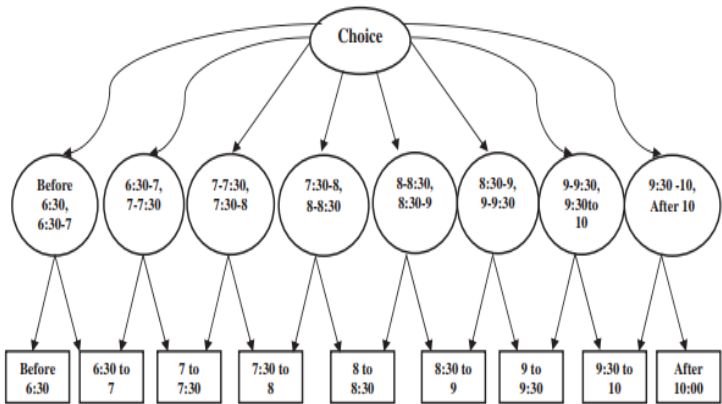 Choice
Before
6:30,
6:30-7
6:30-7,
7-7:30
7-7:30,
7:30-8
7:30-8,
8-8:30
8-8:30,
8:30-9
8:30-9,
9-9:30
9-9:30,
9:30to
10
9:30 -10,
After 10
Before
6:30
6:30 to
7
7 to
7:30
7:30 to
8
8 to
8:30
8:30 to
9
9 to
9:30
9:30 to
10
After
10:00